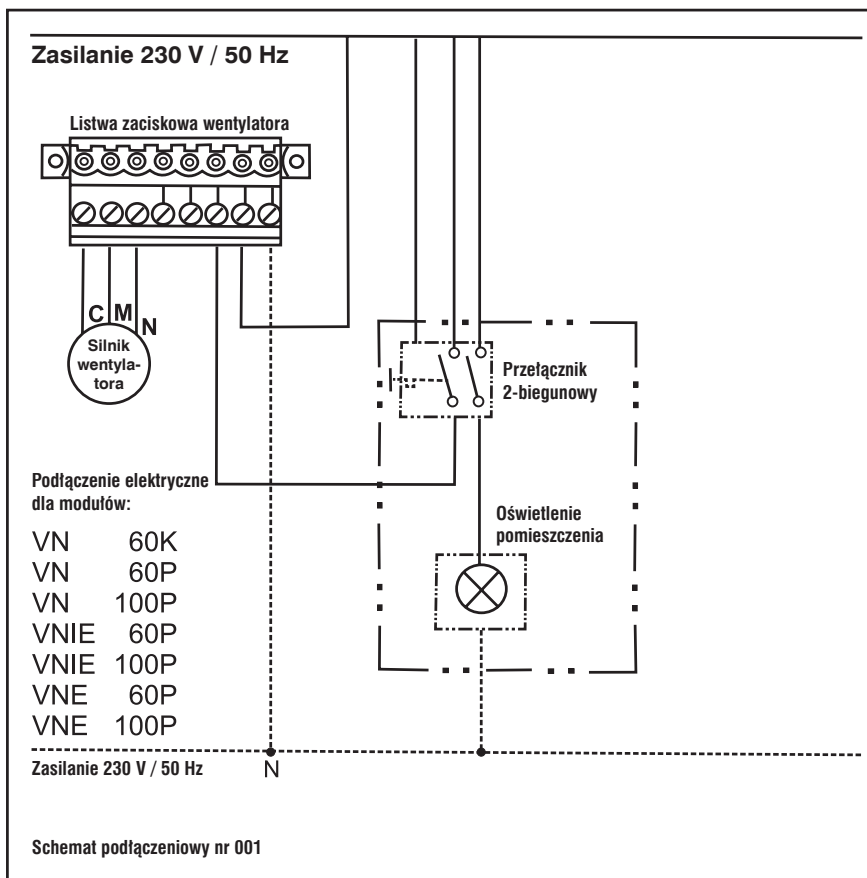 Zasilanie 230 V / 50 Hz
Listwa zaciskowa wentylatora
C M N
Silnik
wentyla-
tora
Przełącznik
2-biegunowy
Podłączenie elektryczne
dla modułów:
VN 60K
VN 60P
VN 100P
VNIE 60P
VNIE 100P
VNE 60P
VNE 100P
Oświetlenie
pomieszczenia
Zasilanie 230 V / 50 Hz N
Schemat podłączeniowy nr 001